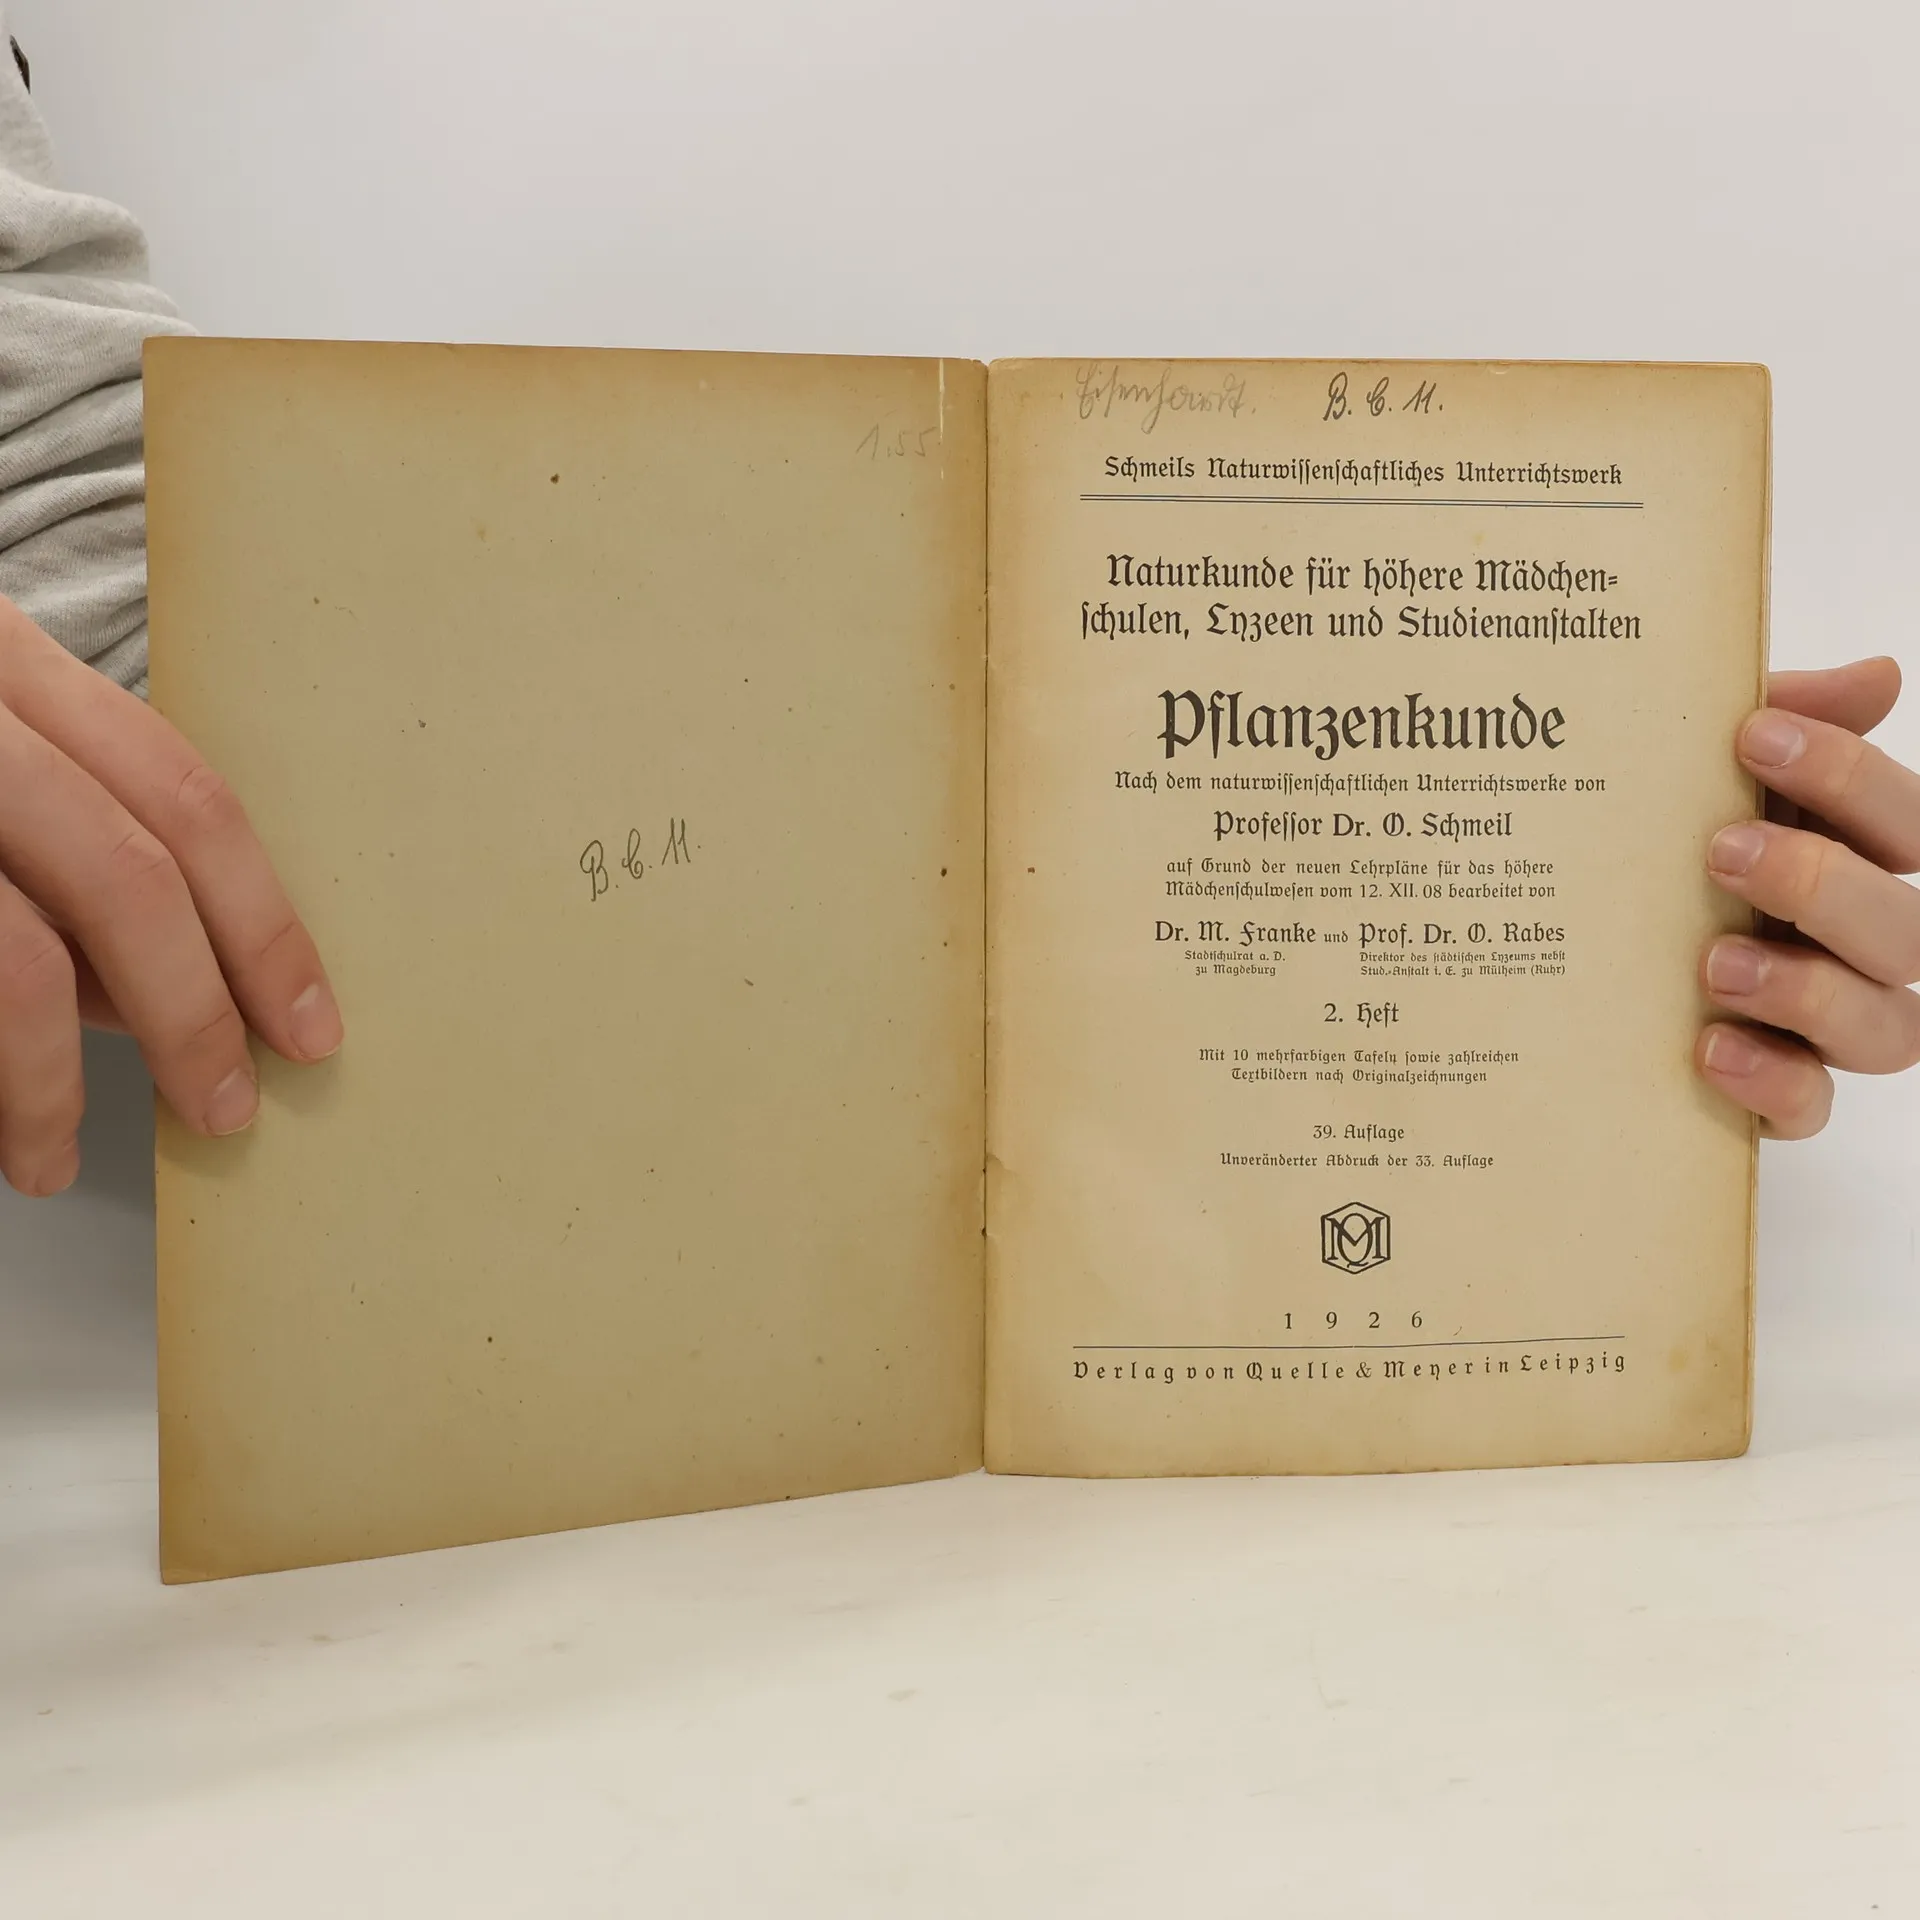 1.55
B. C. 11.
Eisenhardt. B. C. 11.
Schmeils Naturwissenschaftliches Unterrichtswerk
Naturkunde für höhere Mädchen=
schulen, Lyzeen und Studienanstalten
Pflanzenkunde
Nach dem naturwissenschaftlichen Unterrichtswerke von
Professor Dr. O. Schmeil
auf Grund der neuen Lehrpläne für das höhere
Mädchenschulwesen vom 12. XII. 08 bearbeitet von
Dr. M. Franke und Prof. Dr. O. Rabes
Stadtschulrat a. D. Direktor des städtischen Lyzeums nebst
zu Magdeburg Stud.-Anstalt i. E. zu Mülheim (Ruhr)
2. Heft
Mit 10 mehrfarbigen Tafeln sowie zahlreichen
Textbildern nach Originalzeichnungen
39. Auflage
Unveränderter Abdruck der 33. Auflage
QM
1926
Verlag von Quelle & Meyer in Leipzig